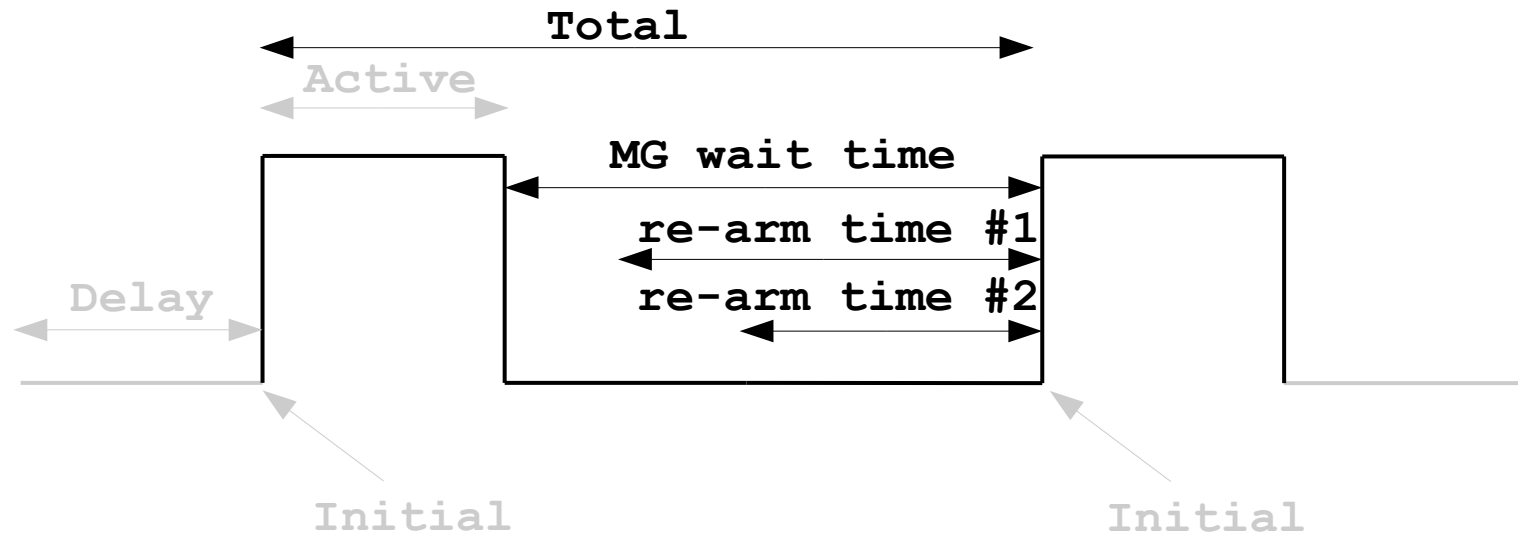 Total
Active
MG wait time
re-arm time #1
re-arm time #2
Delay
Initial
Initial